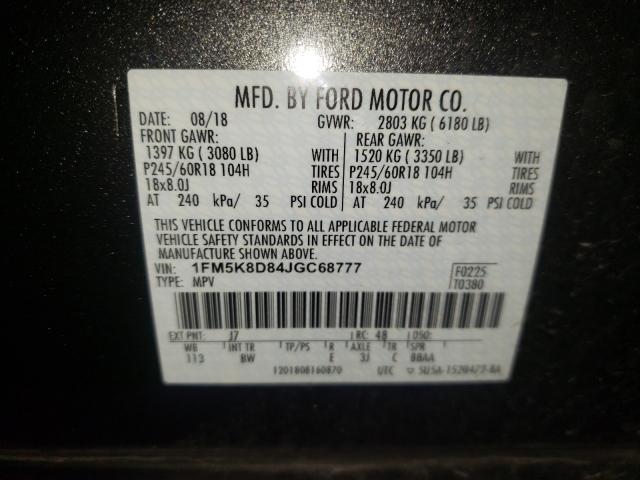 MFD. BY FORD MOTOR CO.
DATE: 08/18 GVWR: 2803 KG ( 6180 LB)
FRONT GAWR: REAR GAWR:
1397 KG ( 3080 LB) WITH 1520 KG ( 3350 LB) WITH
P245/60R18 104H TIRES P245/60R18 104H TIRES
18x8.0J RIMS 18x8.0J RIMS
AT 240 kPa/ 35 PSI COLD AT 240 kPa/ 35 PSI COLD
THIS VEHICLE CONFORMS TO ALL APPLICABLE FEDERAL MOTOR
VEHICLE SAFETY STANDARDS IN EFFECT ON THE DATE OF
MANUFACTURE SHOWN ABOVE.
VIN: 1FM5K8D84JGC68777 F0225
TYPE: MPV T0380
EXT PNT: J7 RC: 48 DSO:
WB INT TR TP/PS R AXLE TR SPR
113 BW E 3J C BBAA
1201808160870 UTC